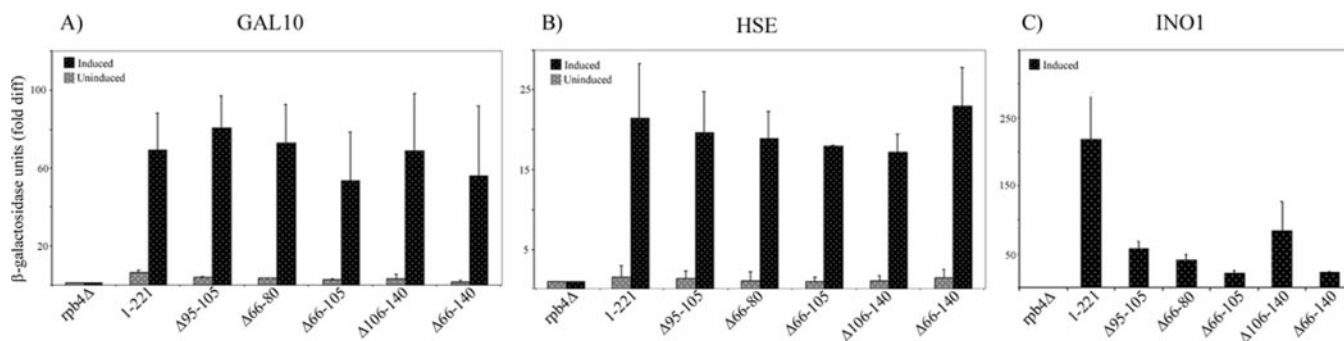 A) GAL10
β-galactosidase units (fold diff)
Induced
Uninduced
100
60
20
rpb4Δ
1-221
Δ95-105
Δ66-80
Δ66-105
Δ106-140
Δ66-140
B) HSE
Induced
Uninduced
25
15
5
rpb4Δ
1-221
Δ95-105
Δ66-80
Δ66-105
Δ106-140
Δ66-140
C) INO1
Induced
250
150
50
rpb4Δ
1-221
Δ95-105
Δ66-80
Δ66-105
Δ106-140
Δ66-140